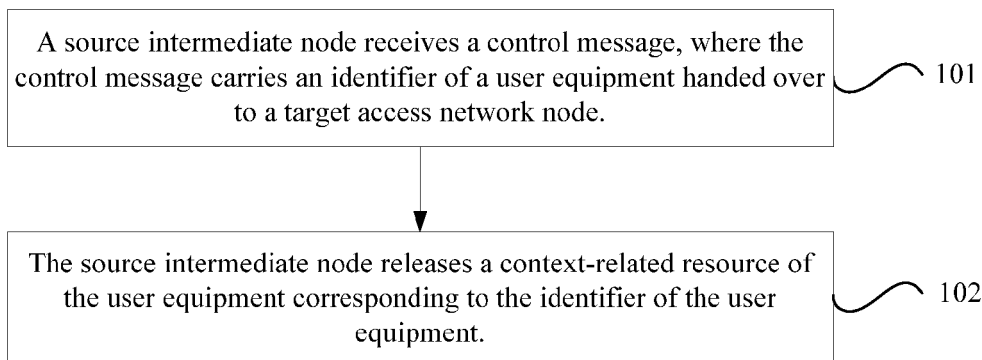 A source intermediate node receives a control message, where the
control message carries an identifier of a user equipment handed over
to a target access network node.
101
The source intermediate node releases a context-related resource of
the user equipment corresponding to the identifier of the user
equipment.
102